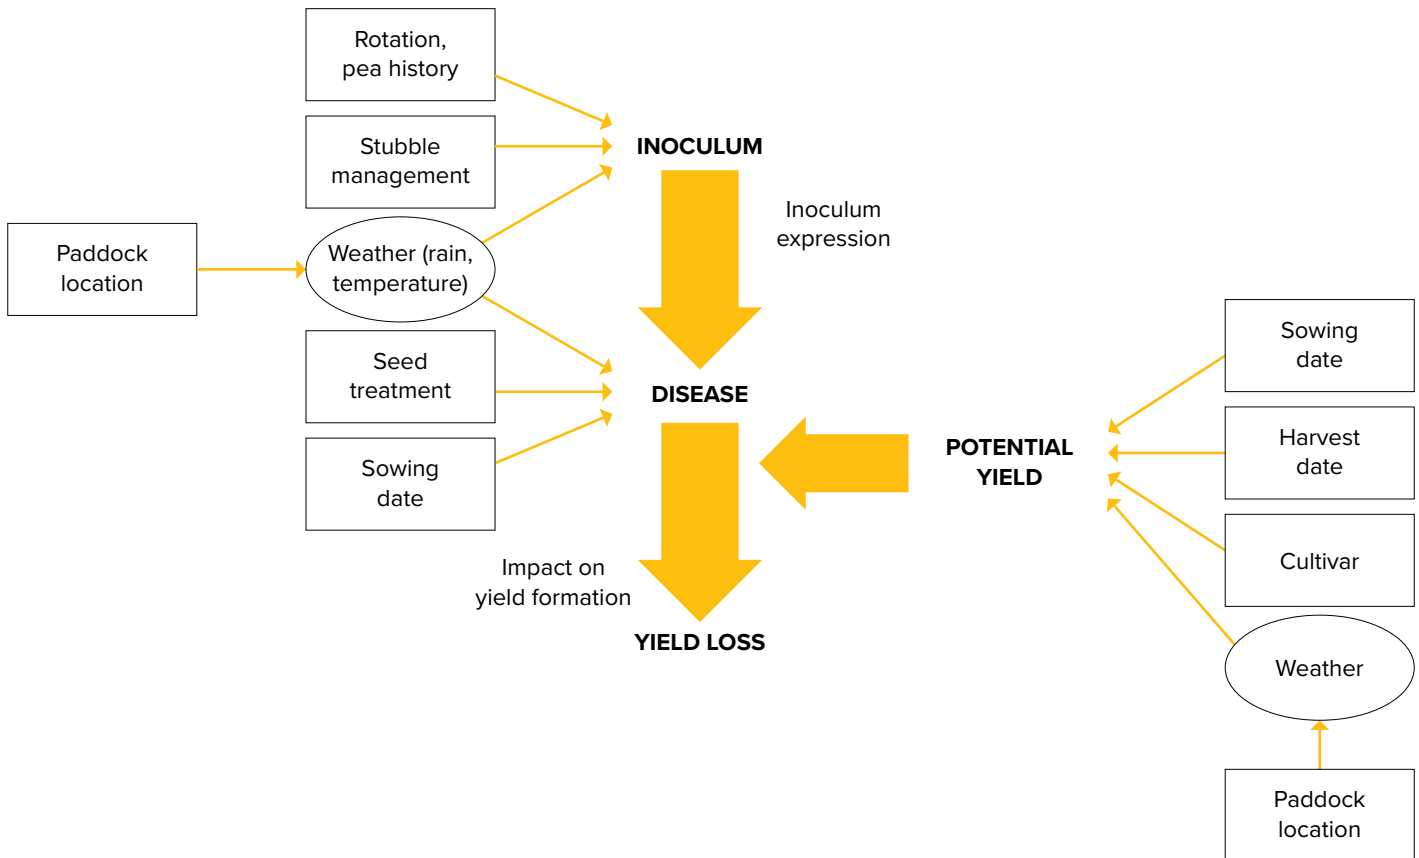 Rotation,
pea history
Stubble
management
INOCULUM
Inoculum
expression
Paddock
location
Weather (rain,
temperature)
Seed
treatment
DISEASE
Sowing
date
POTENTIAL
YIELD
Sowing
date
Harvest
date
Cultivar
Impact on
yield formation
YIELD LOSS
Weather
Paddock
location